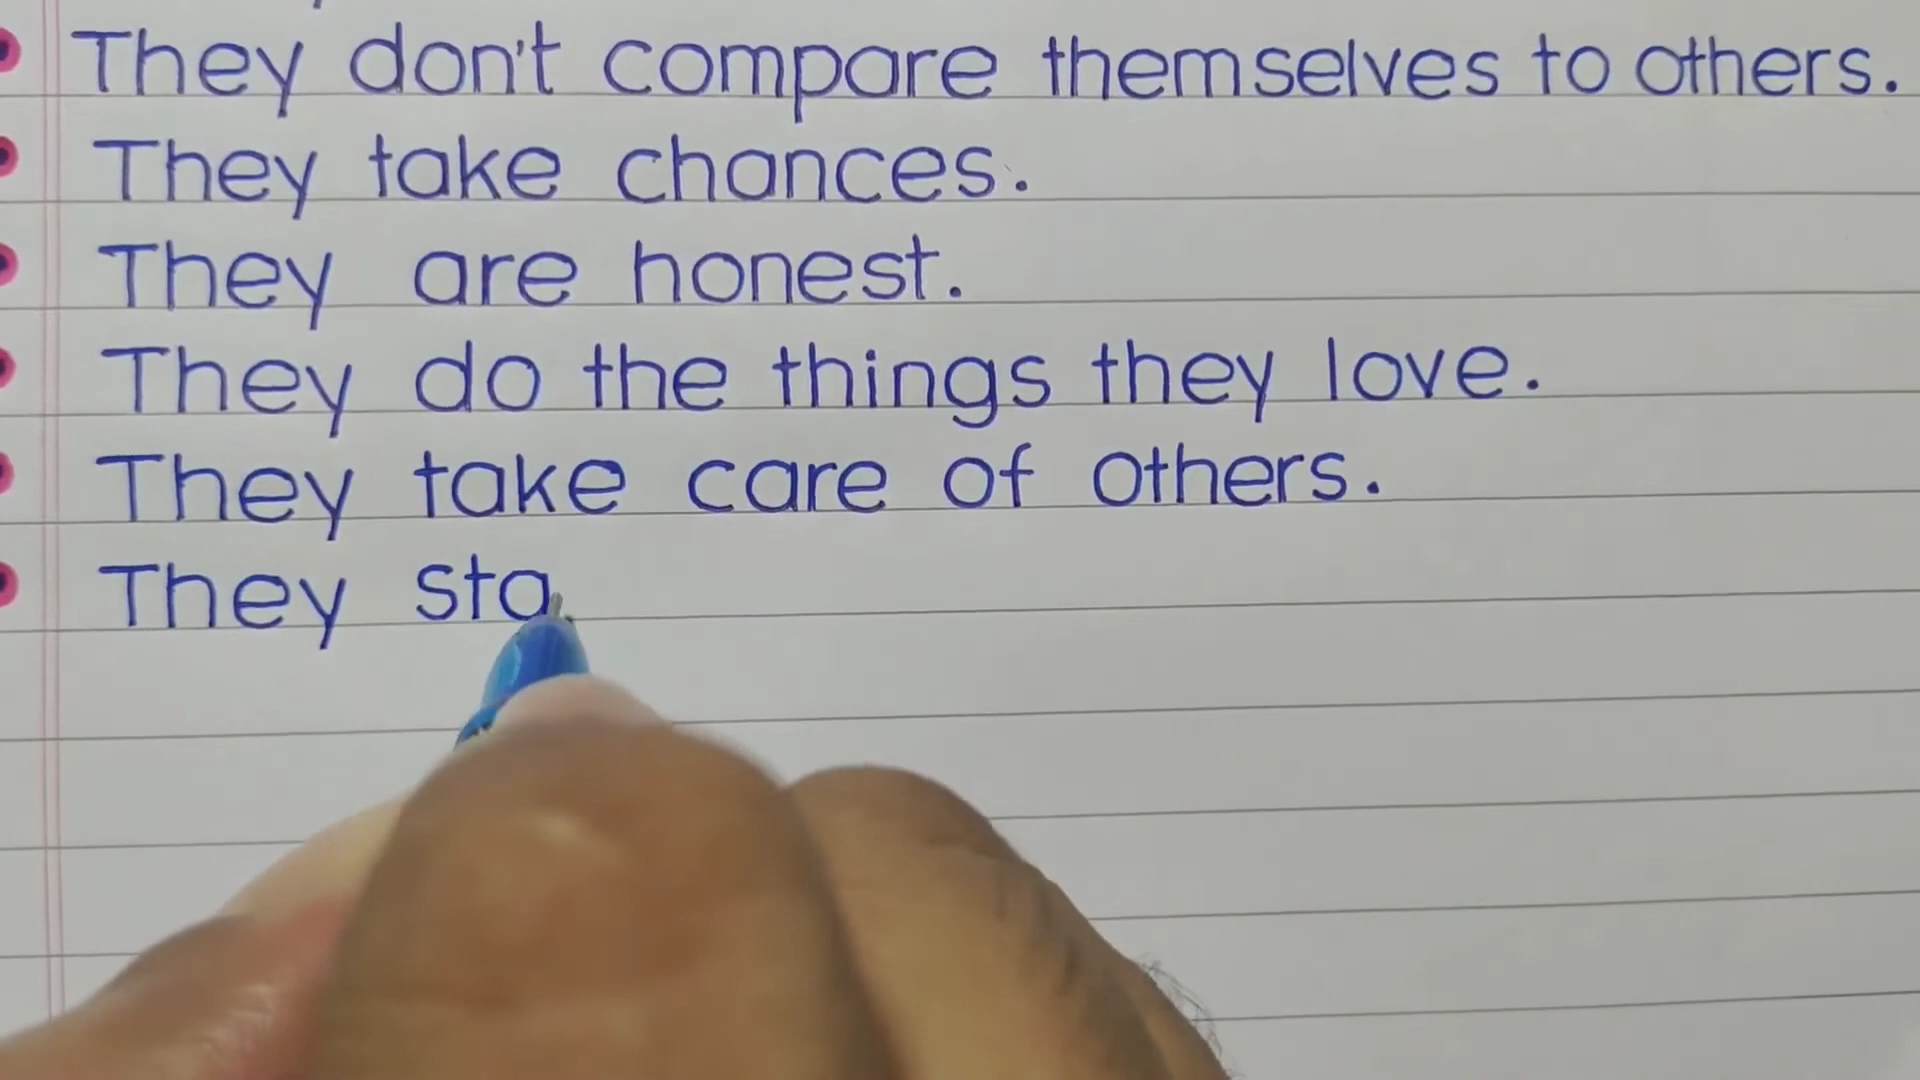 They don't compare themselves to others.
They take chances.
They are honest.
They do the things they love.
They take care of others.
They sta